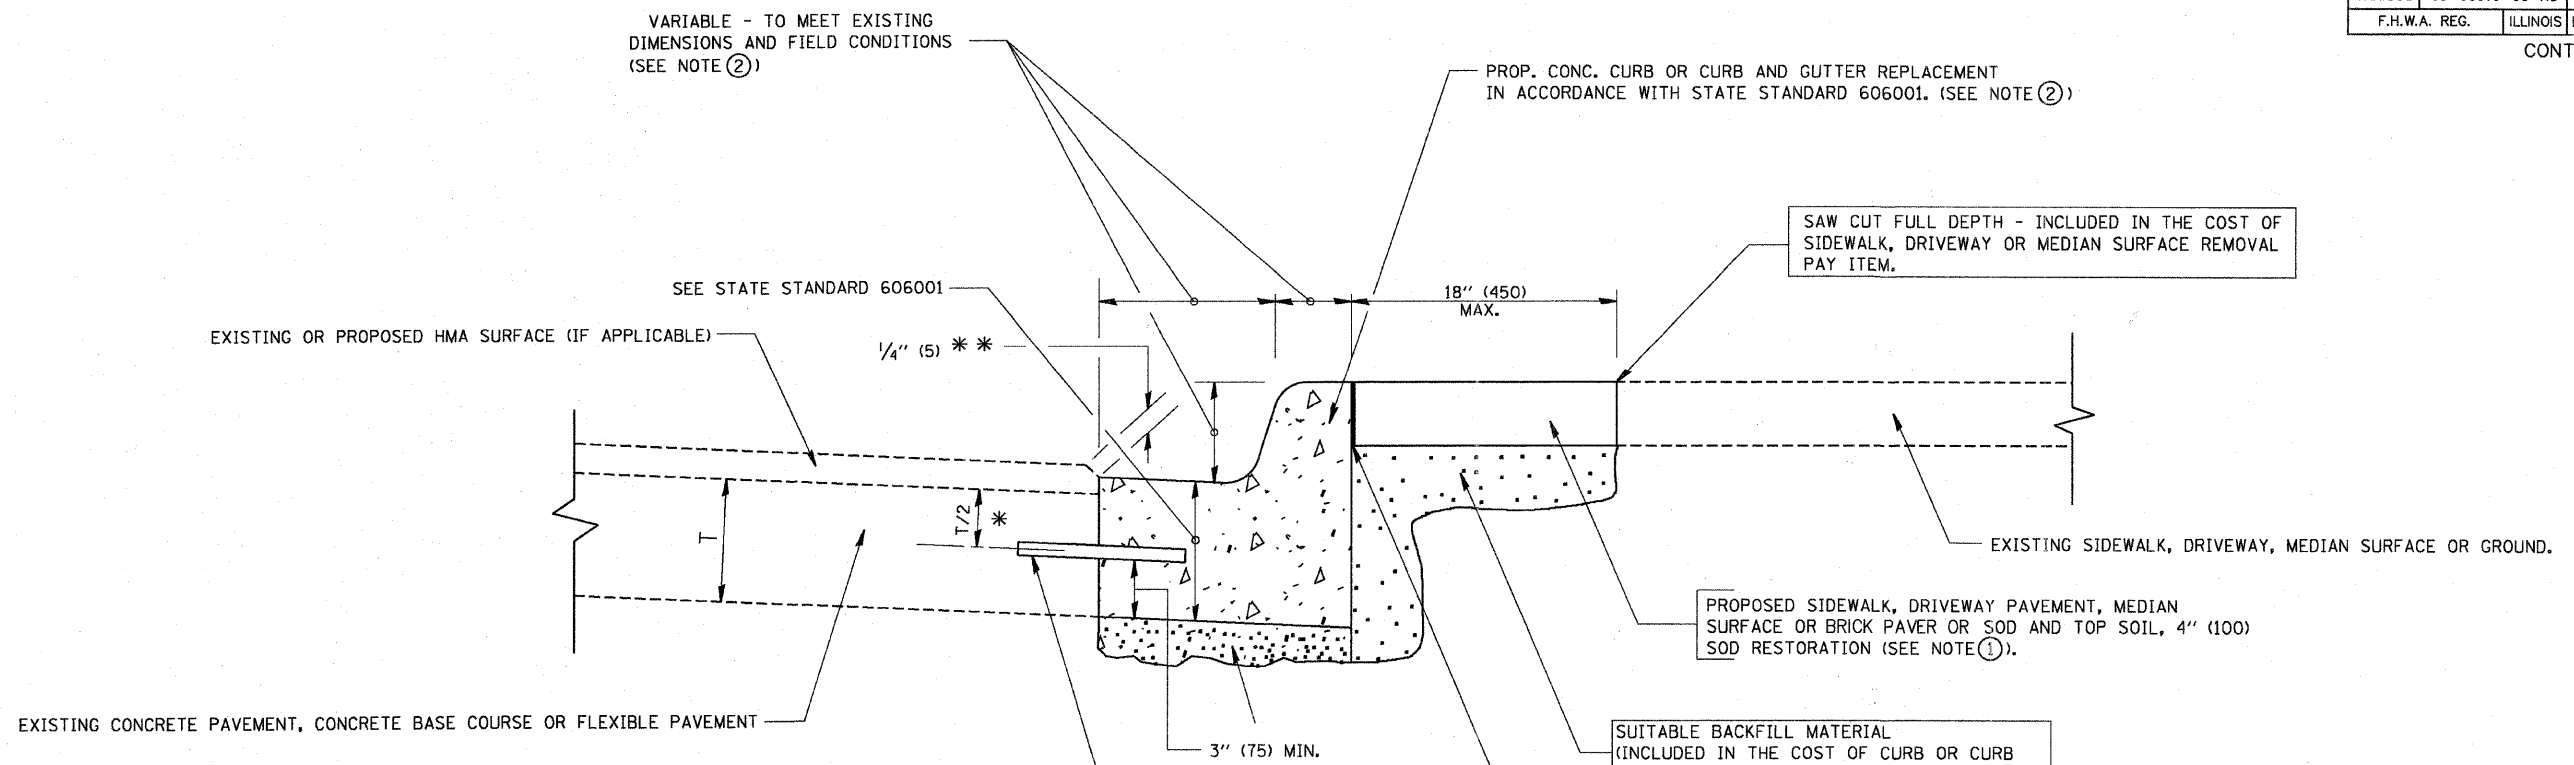 F.H.W.A. REG. ILLINOIS
CONT
VARIABLE - TO MEET EXISTING
DIMENSIONS AND FIELD CONDITIONS
(SEE NOTE ②)
PROP. CONC. CURB OR CURB AND GUTTER REPLACEMENT
IN ACCORDANCE WITH STATE STANDARD 606001. (SEE NOTE ②)
SAW CUT FULL DEPTH - INCLUDED IN THE COST OF
SIDEWALK, DRIVEWAY OR MEDIAN SURFACE REMOVAL
PAY ITEM.
SEE STATE STANDARD 606001
18" (450)
MAX.
EXISTING OR PROPOSED HMA SURFACE (IF APPLICABLE)
1/4" (5) * *
T
T/2 *
EXISTING SIDEWALK, DRIVEWAY, MEDIAN SURFACE OR GROUND.
PROPOSED SIDEWALK, DRIVEWAY PAVEMENT, MEDIAN
SURFACE OR BRICK PAVER OR SOD AND TOP SOIL, 4" (100)
SOD RESTORATION (SEE NOTE ①).
EXISTING CONCRETE PAVEMENT, CONCRETE BASE COURSE OR FLEXIBLE PAVEMENT
3" (75) MIN.
SUITABLE BACKFILL MATERIAL
(INCLUDED IN THE COST OF CURB OR CURB